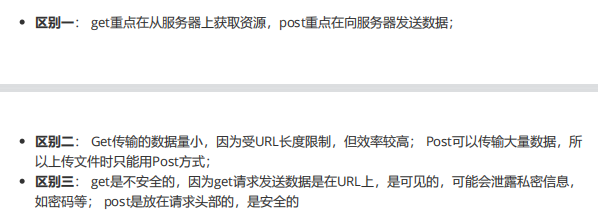 • 区别一： get重点在从服务器上获取资源，post重点在向服务器发送数据；
• 区别二： Get传输的数据量小，因为受URL长度限制，但效率较高； Post可以传输大量数据，所
以上传文件时只能用Post方式；
• 区别三： get是不安全的，因为get请求发送数据是在URL上，是可见的，可能会泄露私密信息，
如密码等； post是放在请求头部的，是安全的